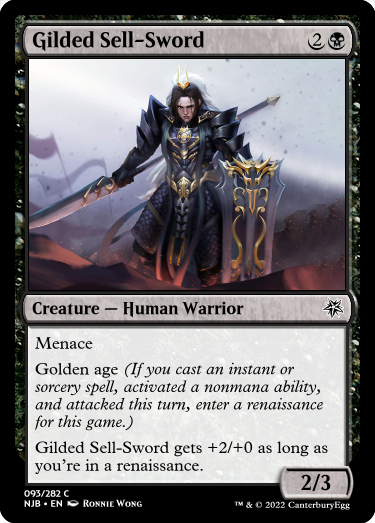 Gilded Sell-Sword 2
Creature — Human Warrior
Menace
Golden age (If you cast an instant or
sorcery spell, activated a nonmana ability,
and attacked this turn, enter a renaissance
for this game.)
Gilded Sell-Sword gets +2/+0 as long as
you're in a renaissance.
2/3
093/282 C
NJB • EN Ronnie Wong
™ & © 2022 CanterburyEgg